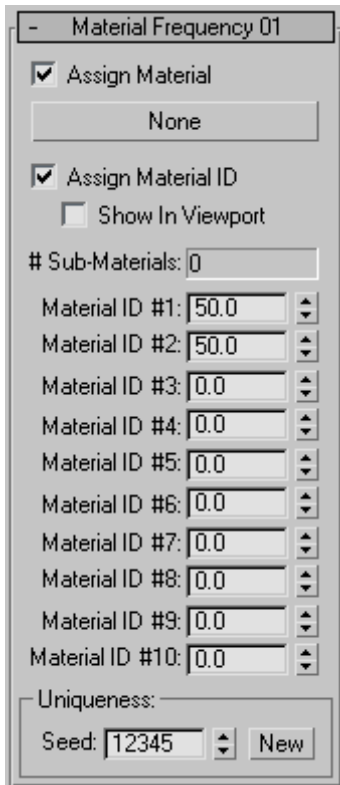 - Material Frequency 01
Assign Material
None
Assign Material ID
Show In Viewport
# Sub-Materials: 0
Material ID #1: 50.0
Material ID #2: 50.0
Material ID #3: 0.0
Material ID #4: 0.0
Material ID #5: 0.0
Material ID #6: 0.0
Material ID #7: 0.0
Material ID #8: 0.0
Material ID #9: 0.0
Material ID #10: 0.0
Uniqueness:
Seed: 12345 New